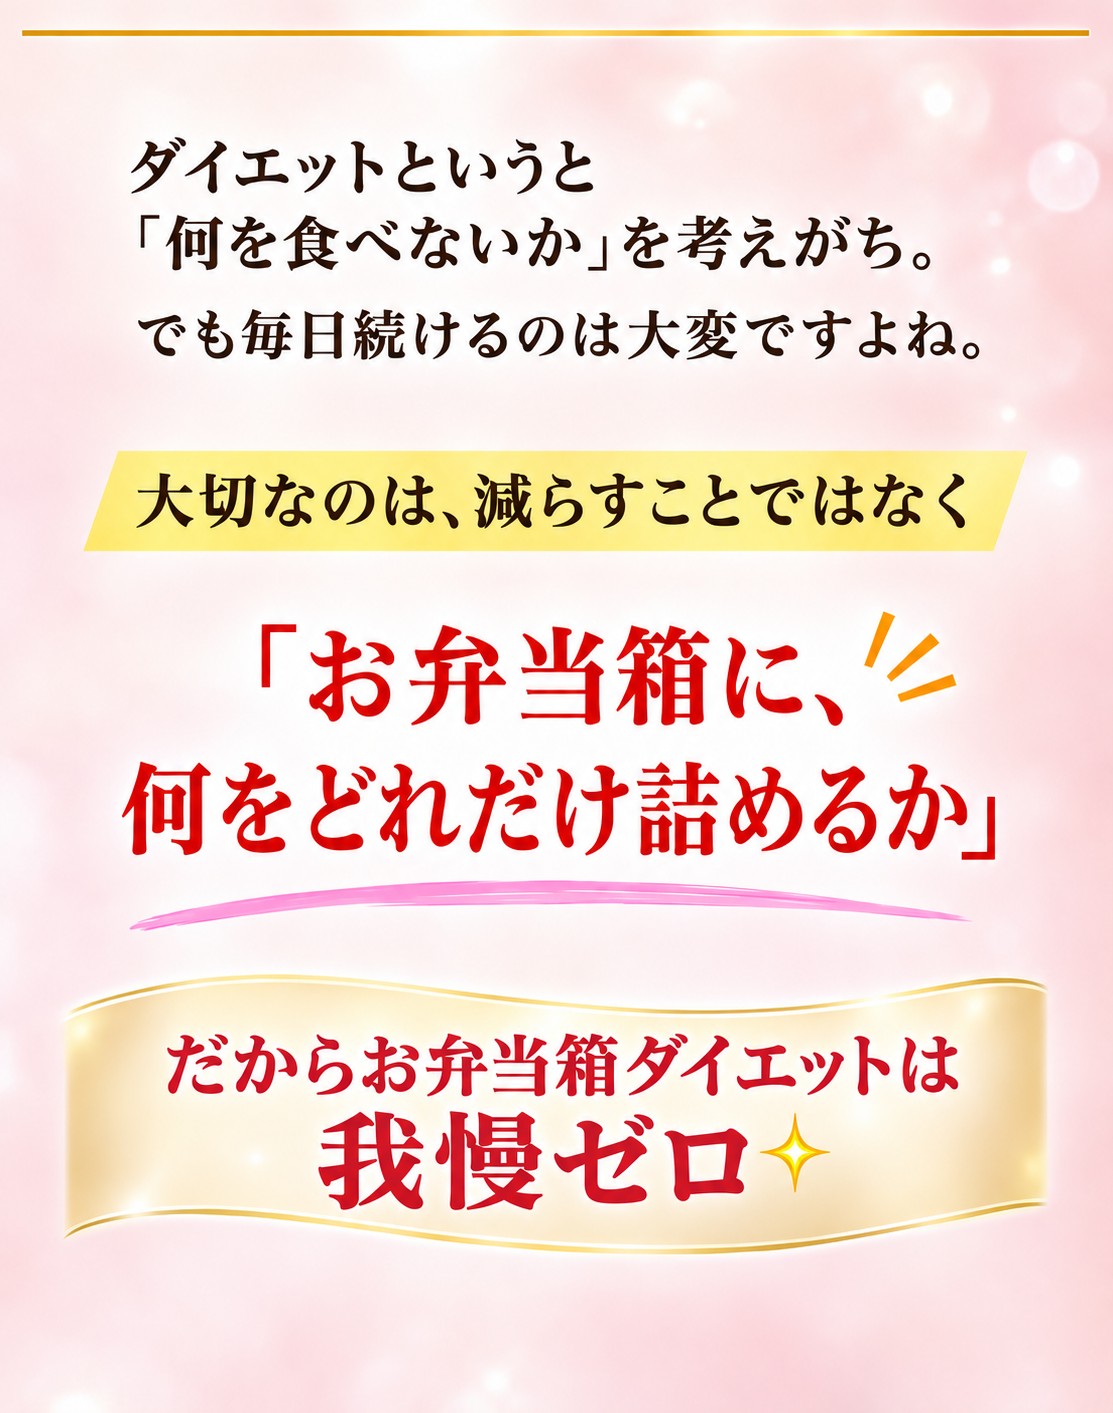 ダイエットというと
「何を食べないか」を考えがち。
でも毎日続けるのは大変ですよね。
大切なのは、減らすことではなく
「お弁当箱に、
何をどれだけ詰めるか」
だからお弁当箱ダイエットは
我慢ゼロ